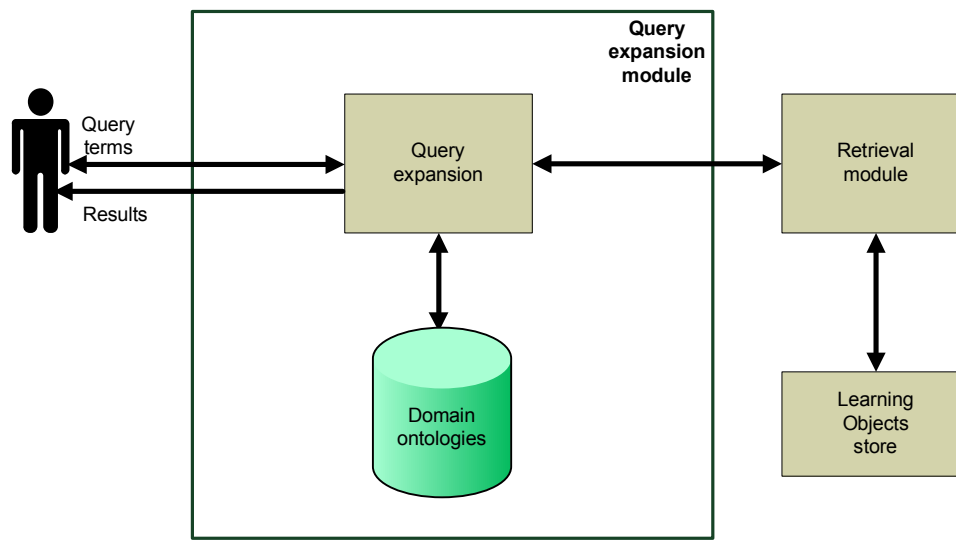 Query
expansion
module
Query
terms
Results
Query
expansion
Retrieval
module
Domain
ontologies
Learning
Objects
store